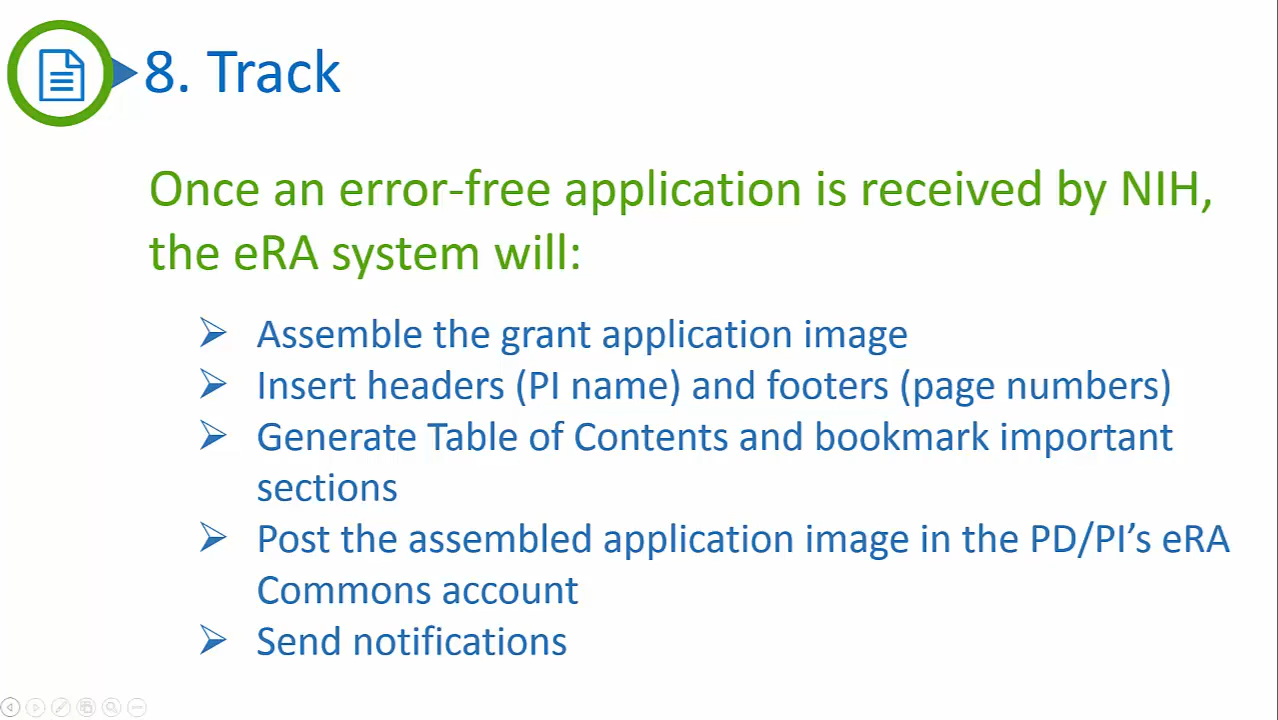 8. Track
Once an error-free application is received by NIH,
the eRA system will:
Assemble the grant application image
Insert headers (PI name) and footers (page numbers)
Generate Table of Contents and bookmark important
sections
Post the assembled application image in the PD/PI’s eRA
Commons account
Send notifications